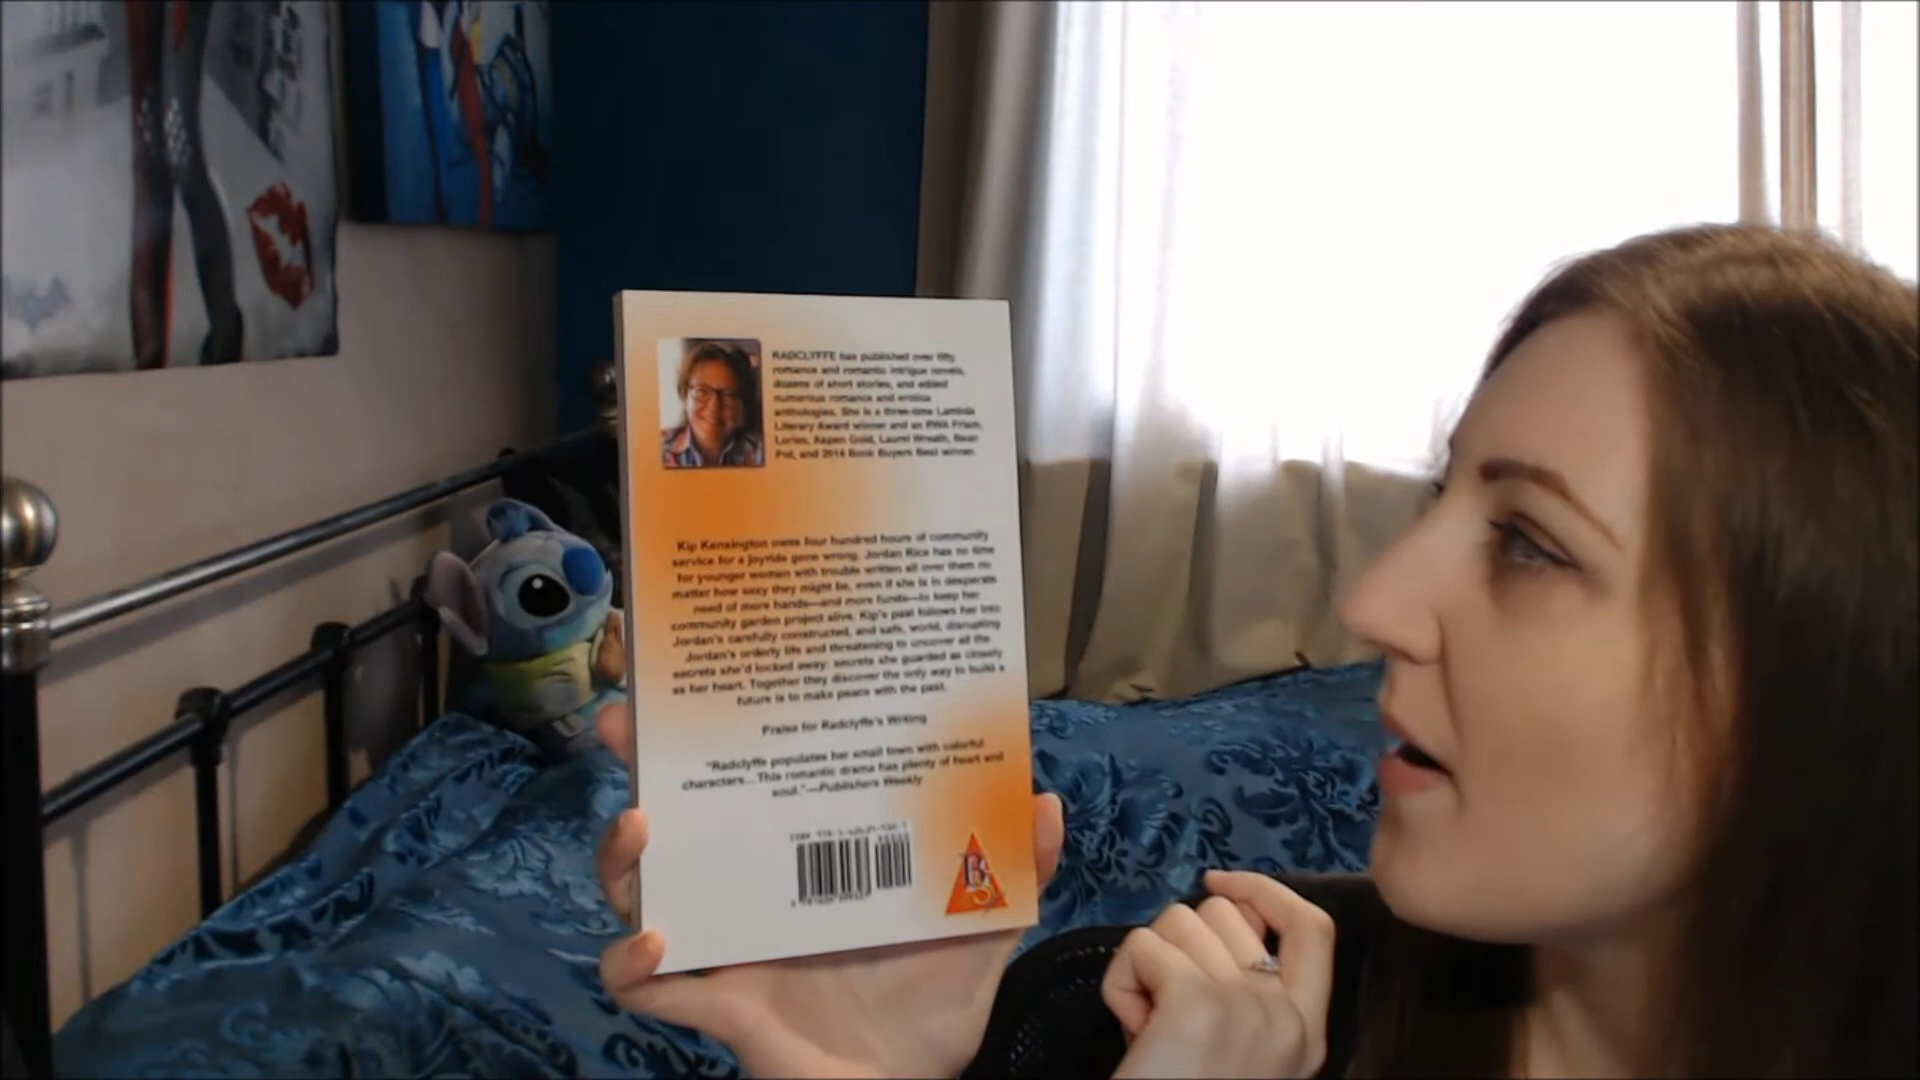 RADCLYFFE has published over fifty
romance and romantic intrigue novels,
dozens of short stories, and edited
numerous romance and erotica
anthologies. She is a three-time Lambda
Literary Award winner and an RWA Prism,
Lories, Aspen Gold, Laurel Wreath, Bean
Pot, and 2014 Book Buyers Best winner.
Kip Kensington owes four hundred hours of community
service for a joyride gone wrong. Jordan Rice has no time
for younger women with trouble written all over them no
matter how sexy they might be, even if she is in desperate
need of more hands—and more funds—to keep her
community garden project alive. Kip's past follows her into
Jordan's carefully constructed, and safe, world, disrupting
Jordan's orderly life and threatening to uncover all the
secrets she'd locked away: secrets she guarded as closely
as her heart. Together they discover the only way to build a
future is to make peace with the past.
Praise for Radclyffe's Writing
"Radclyffe populates her small town with colorful
characters...This romantic drama has plenty of heart and
soul."—Publishers Weekly
ISBN
BS